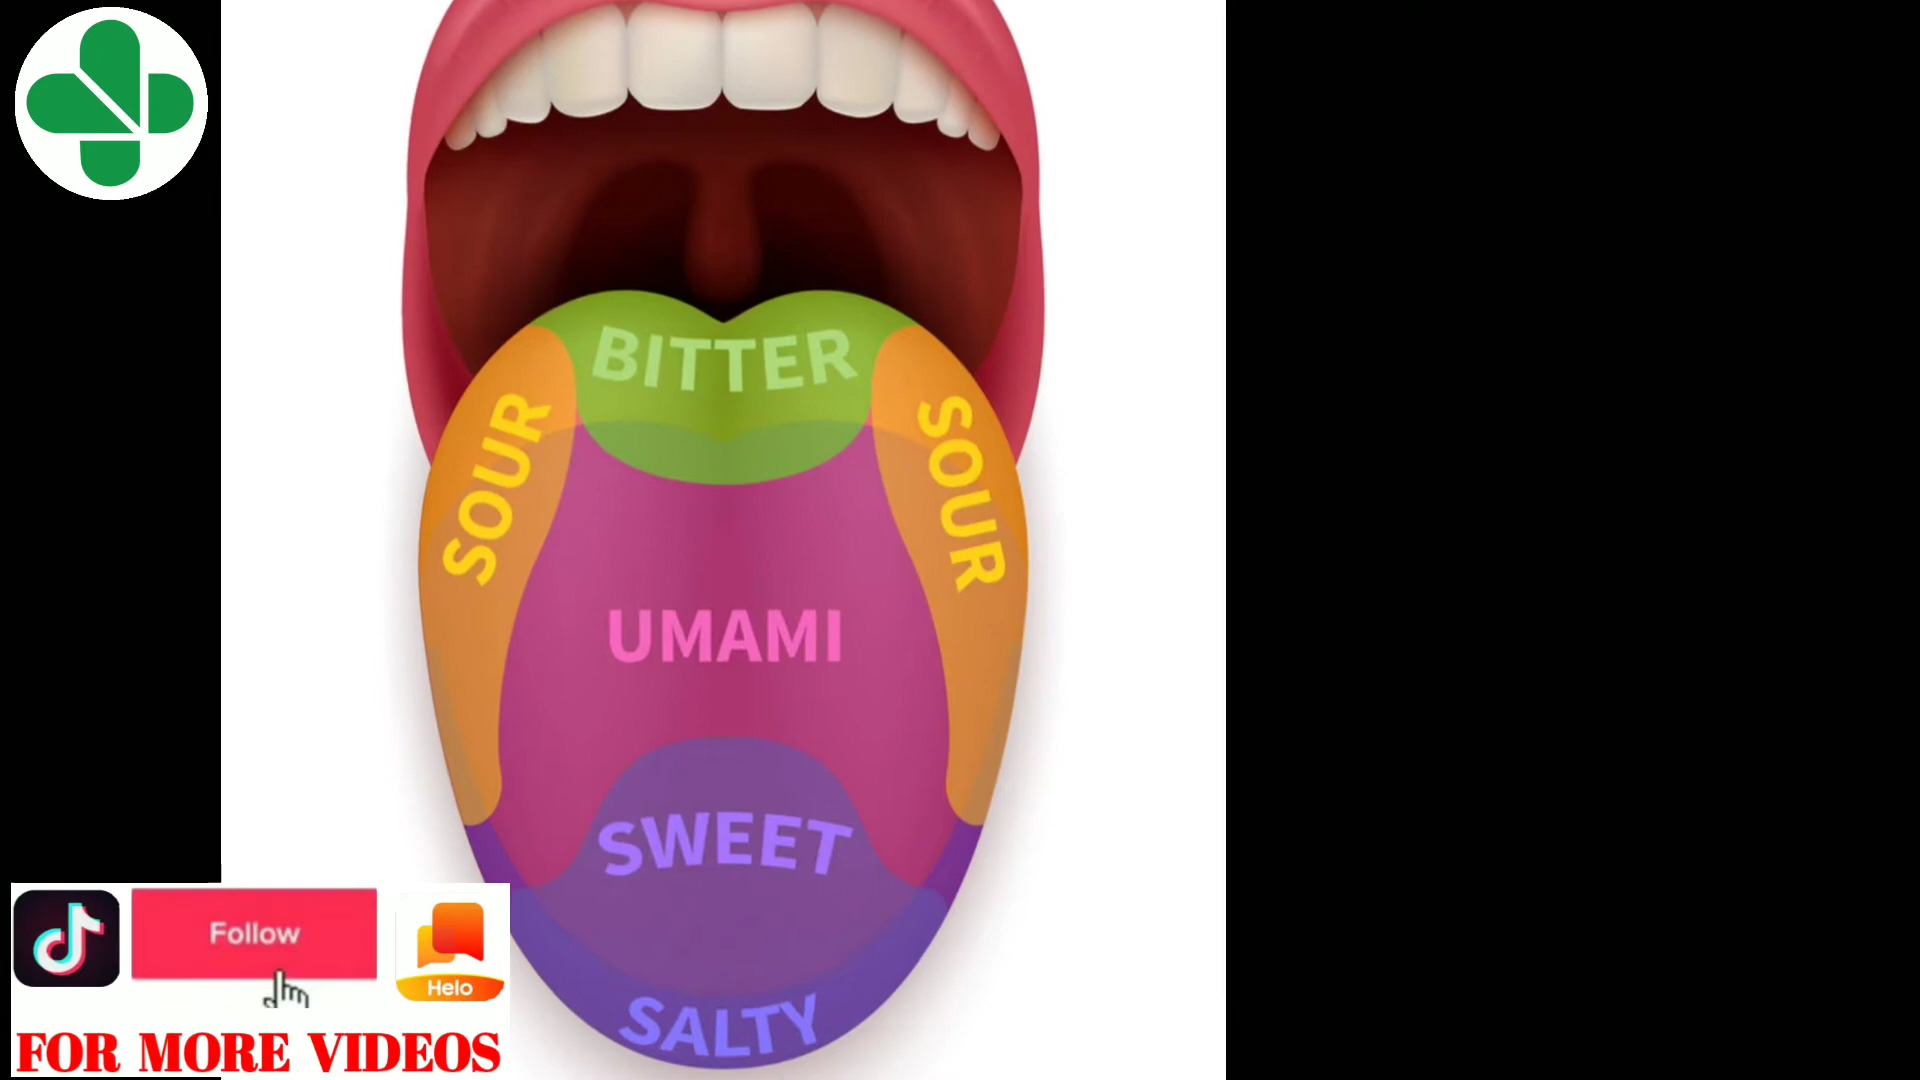 BITTER
SOUR
SOUR
UMAMI
SWEET
SALTY
Follow
Helo
FOR MORE VIDEOS